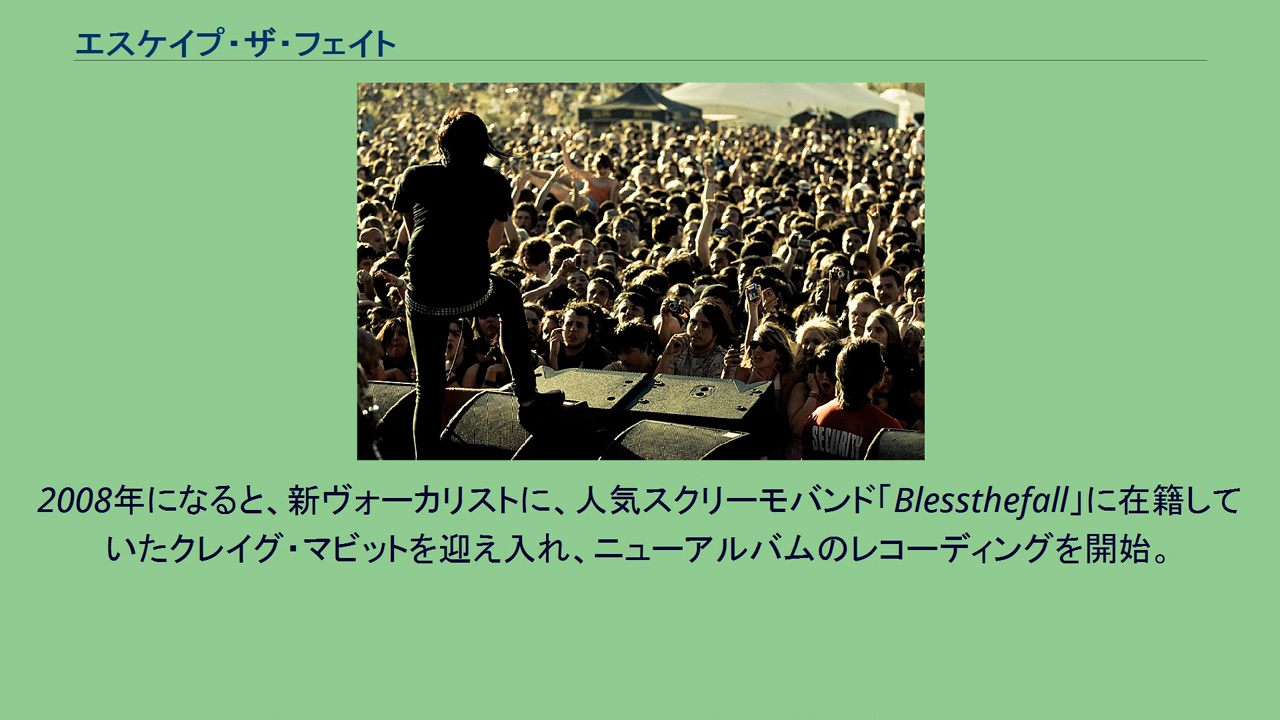 エスケイプ・ザ・フェイト
SECURITY
2008年になると、新ヴォーカリストに、人気スクリーモバンド｢Blessthefall｣に在籍して
いたクレイグ・マビットを迎え入れ、ニューアルバムのレコーディングを開始。